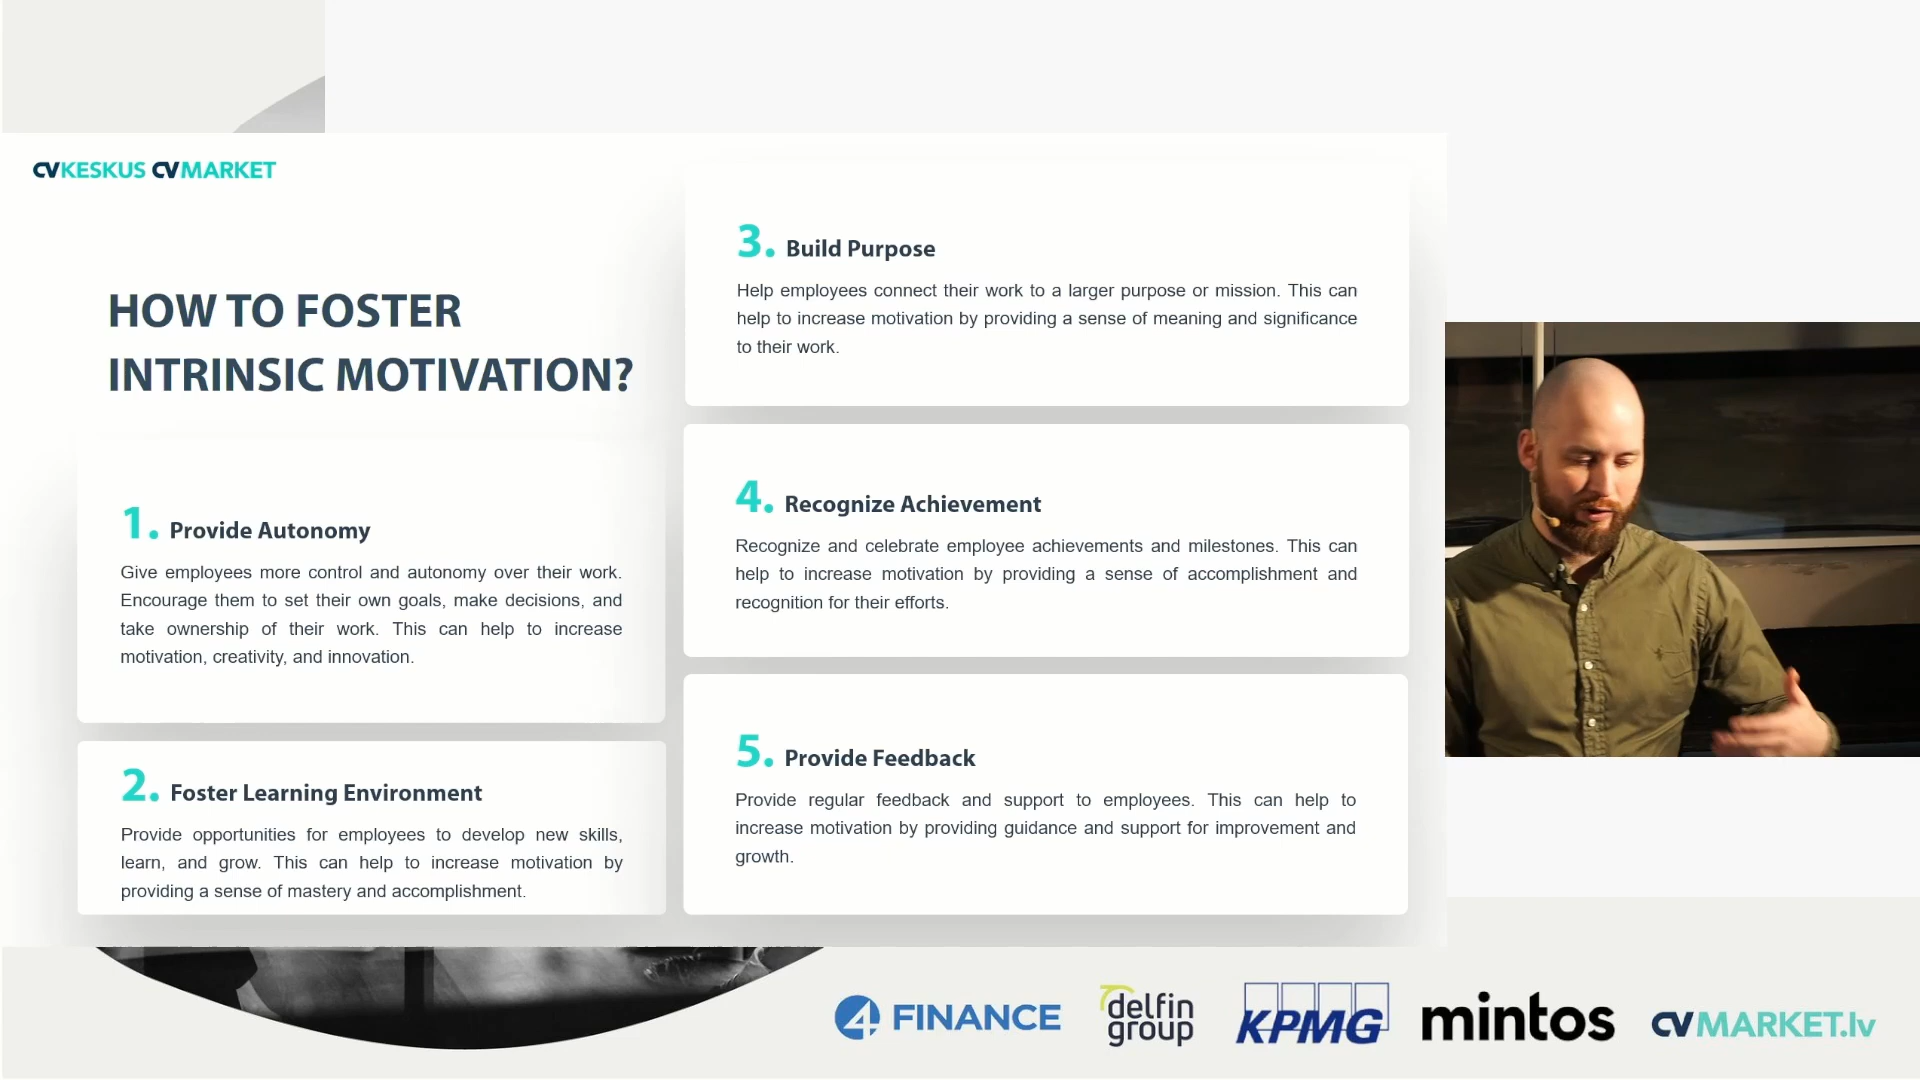 CVKESKUS CVMARKET
HOW TO FOSTER
INTRINSIC MOTIVATION?
1. Provide Autonomy
Give employees more control and autonomy over their work.
Encourage them to set their own goals, make decisions, and
take ownership of their work. This can help to increase
motivation, creativity, and innovation.
2. Foster Learning Environment
Provide opportunities for employees to develop new skills,
learn, and grow. This can help to increase motivation by
providing a sense of mastery and accomplishment.
3. Build Purpose
Help employees connect their work to a larger purpose or mission. This can
help to increase motivation by providing a sense of meaning and significance
to their work.
4. Recognize Achievement
Recognize and celebrate employee achievements and milestones. This can
help to increase motivation by providing a sense of accomplishment and
recognition for their efforts.
5. Provide Feedback
Provide regular feedback and support to employees. This can help to
increase motivation by providing guidance and support for improvement and
growth.
4 FINANCE
delfin
group
KPMG
mintos
CVMARKET.lv